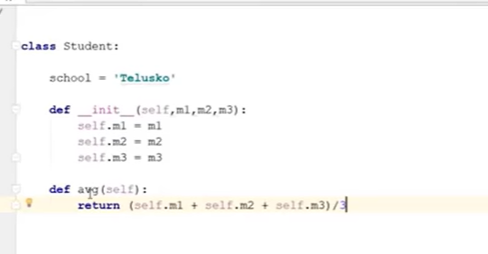 class Student:
school = 'Telusko'
def __init__(self,m1,m2,m3):
self.m1 = m1
self.m2 = m2
self.m3 = m3
def avg(self):
return (self.m1 + self.m2 + self.m3)/3